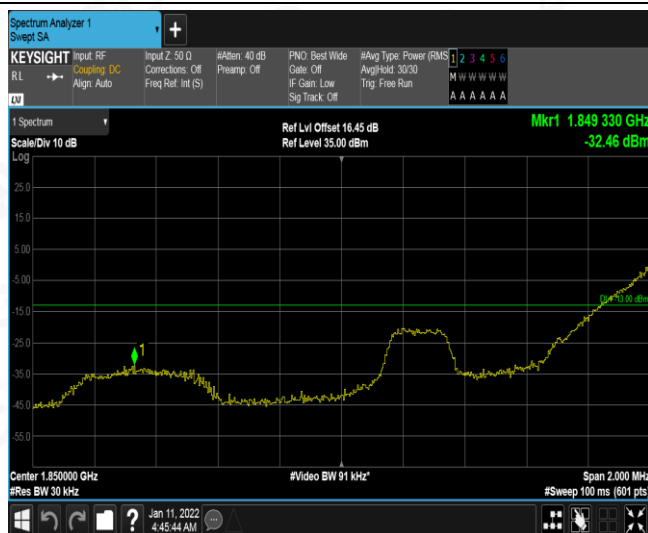 Spectrum Analyzer 1
Swept SA
+
KEYSIGHT
RL
Input: RF
Coupling: DC
Align: Auto
Input Z: 50 Ω
Corrections: Off
Freq Ref: Int (S)
#Atten: 40 dB
Preamp: Off
PNO: Best Wide
Gate: Off
IF Gain: Low
Sig Track: Off
#Avg Type: Power (RMS
Avg|Hold: 30/30
Trig: Free Run
1 2 3 4 5 6
M W W W W W
A A A A A A
LXI
1 Spectrum
Scale/Div 10 dB
Log
Ref Lvl Offset 16.45 dB
Ref Level 35.00 dBm
Mkr1 1.849 330 GHz
-32.46 dBm
25.0
15.0
5.00
-5.00
-15.0
-25.0
-35.0
-45.0
-55.0
1
13.00 dBm
Center 1.850000 GHz
#Res BW 30 kHz
#Video BW 91 kHz*
Span 2.000 MHz
#Sweep 100 ms (601 pts)
?
Jan 11, 2022
4:45:44 AM